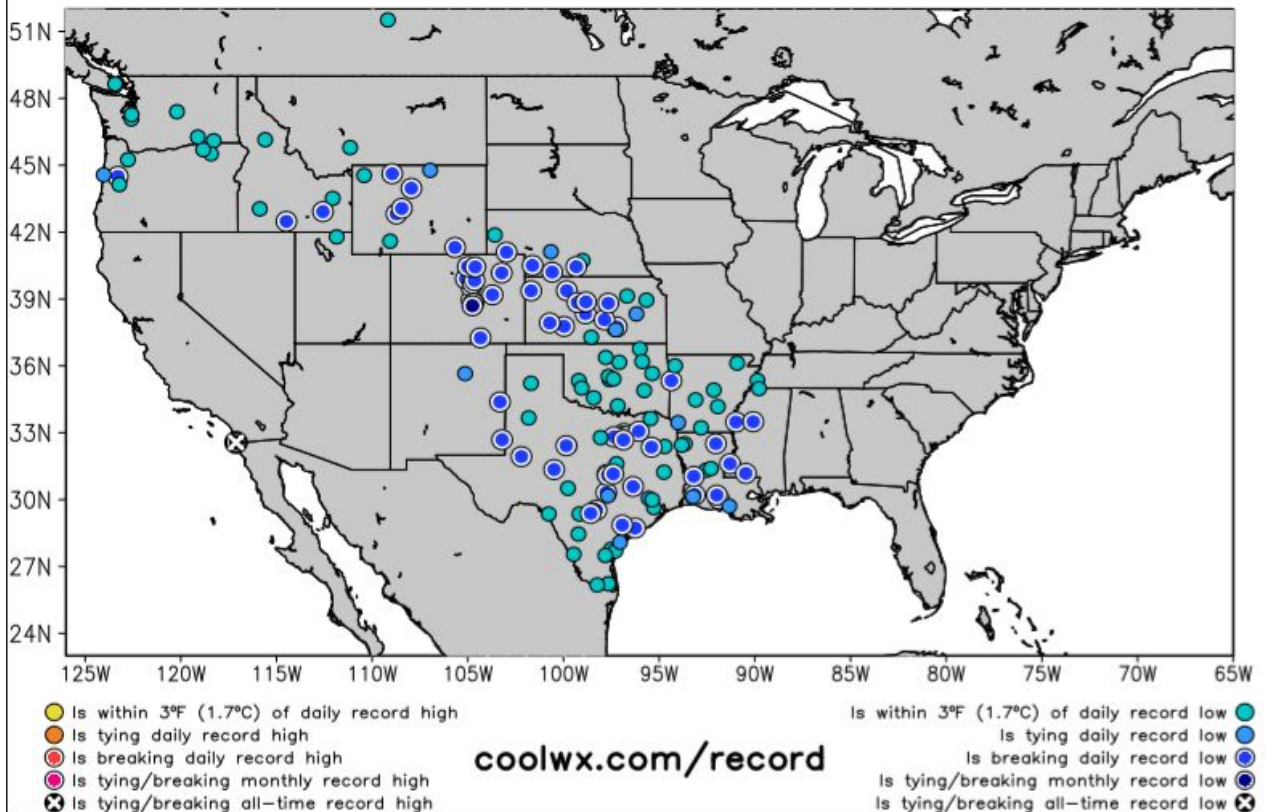 51N
48N
45N
42N
39N
36N
33N
30N
27N
24N
125W 120W 115W 110W 105W 100W 95W 90W 85W 80W 75W 70W 65W
Is within 3°F (1.7°C) of daily record high
Is tying daily record high
Is breaking daily record high
Is tying/breaking monthly record high
Is tying/breaking all-time record high
coolwx.com/record
Is within 3°F (1.7°C) of daily record low
Is tying daily record low
Is breaking daily record low
Is tying/breaking monthly record low
Is tying/breaking all-time record low